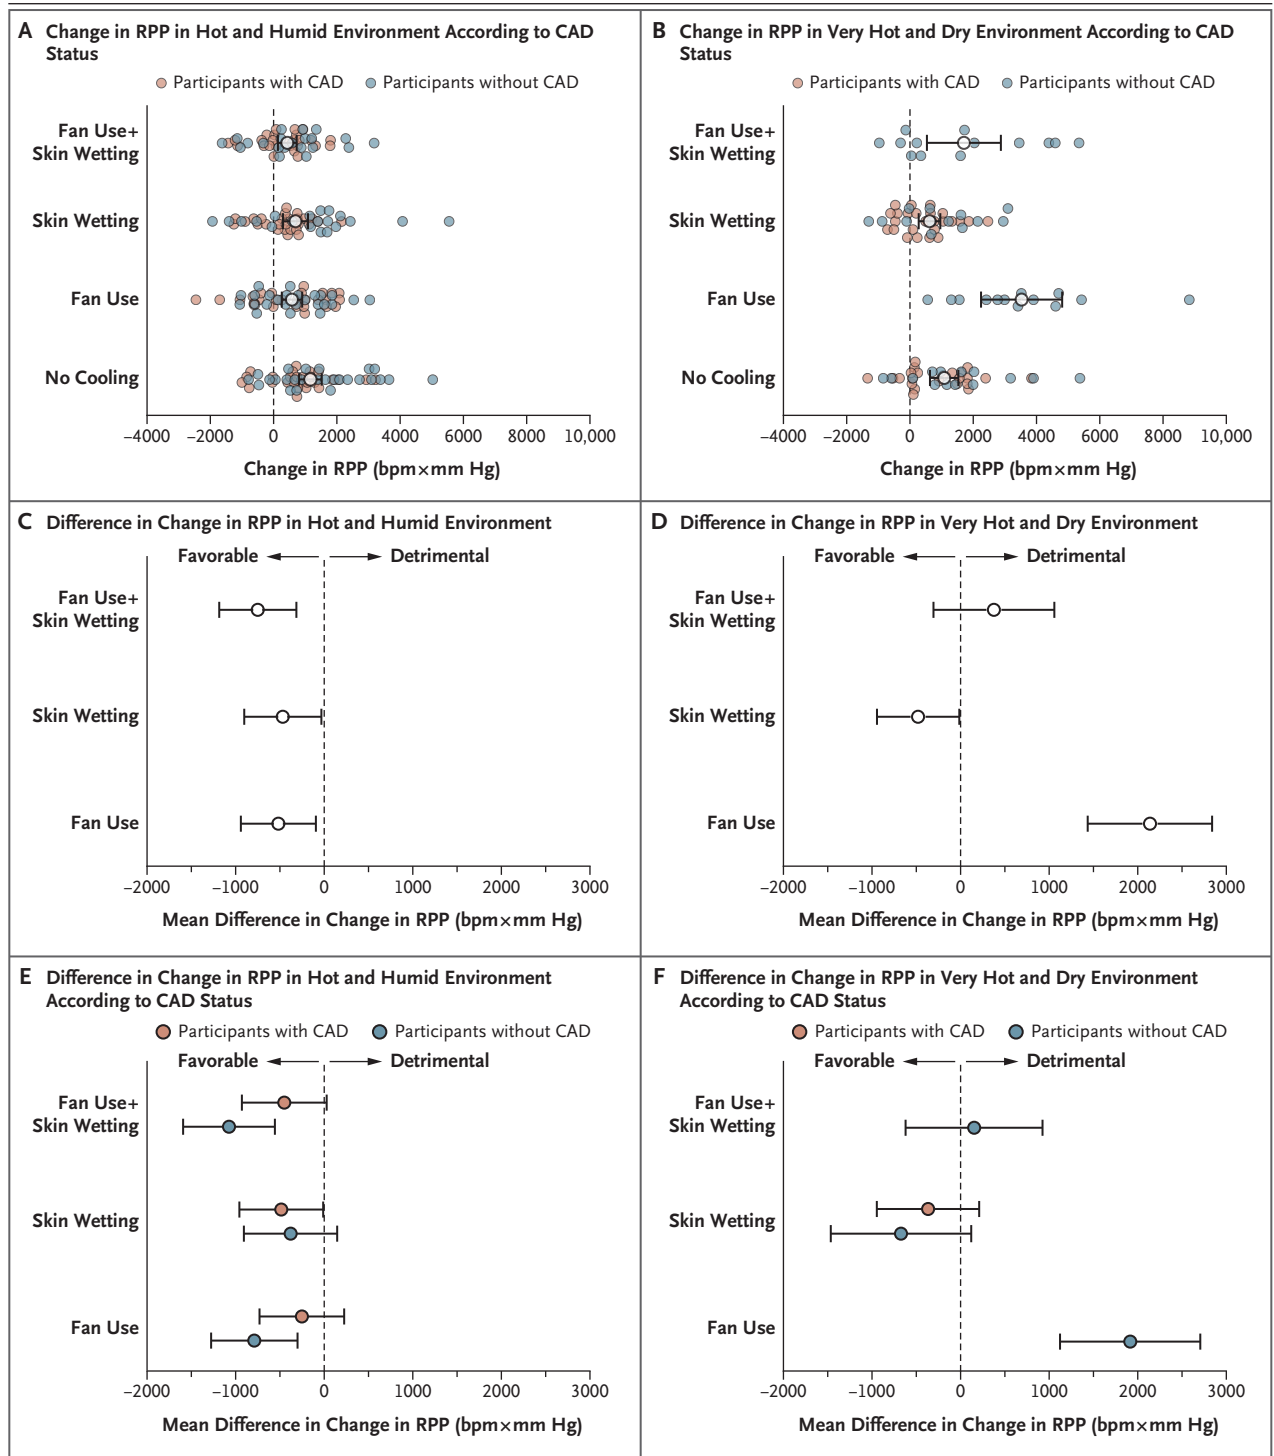 A Change in RPP in Hot and Humid Environment According to CAD
Status
Participants with CAD Participants without CAD
Fan Use+
Skin Wetting
Skin Wetting
Fan Use
No Cooling
−4000 −2000 0 2000 4000 6000 8000 10,000
Change in RPP (bpm×mm Hg)
B Change in RPP in Very Hot and Dry Environment According to CAD
Status
Participants with CAD Participants without CAD
Fan Use+
Skin Wetting
Skin Wetting
Fan Use
No Cooling
−4000 −2000 0 2000 4000 6000 8000 10,000
Change in RPP (bpm×mm Hg)
C Difference in Change in RPP in Hot and Humid Environment
Favorable Detrimental
Fan Use+
Skin Wetting
Skin Wetting
Fan Use
−2000 −1000 0 1000 2000 3000
Mean Difference in Change in RPP (bpm×mm Hg)
D Difference in Change in RPP in Very Hot and Dry Environment
Favorable Detrimental
Fan Use+
Skin Wetting
Skin Wetting
Fan Use
−2000 −1000 0 1000 2000 3000
Mean Difference in Change in RPP (bpm×mm Hg)
E Difference in Change in RPP in Hot and Humid Environment
According to CAD Status
Participants with CAD Participants without CAD
Favorable Detrimental
Fan Use+
Skin Wetting
Skin Wetting
Fan Use
−2000 −1000 0 1000 2000 3000
Mean Difference in Change in RPP (bpm×mm Hg)
F Difference in Change in RPP in Very Hot and Dry Environment
According to CAD Status
Participants with CAD Participants without CAD
Favorable Detrimental
Fan Use+
Skin Wetting
Skin Wetting
Fan Use
−2000 −1000 0 1000 2000 3000
Mean Difference in Change in RPP (bpm×mm Hg)